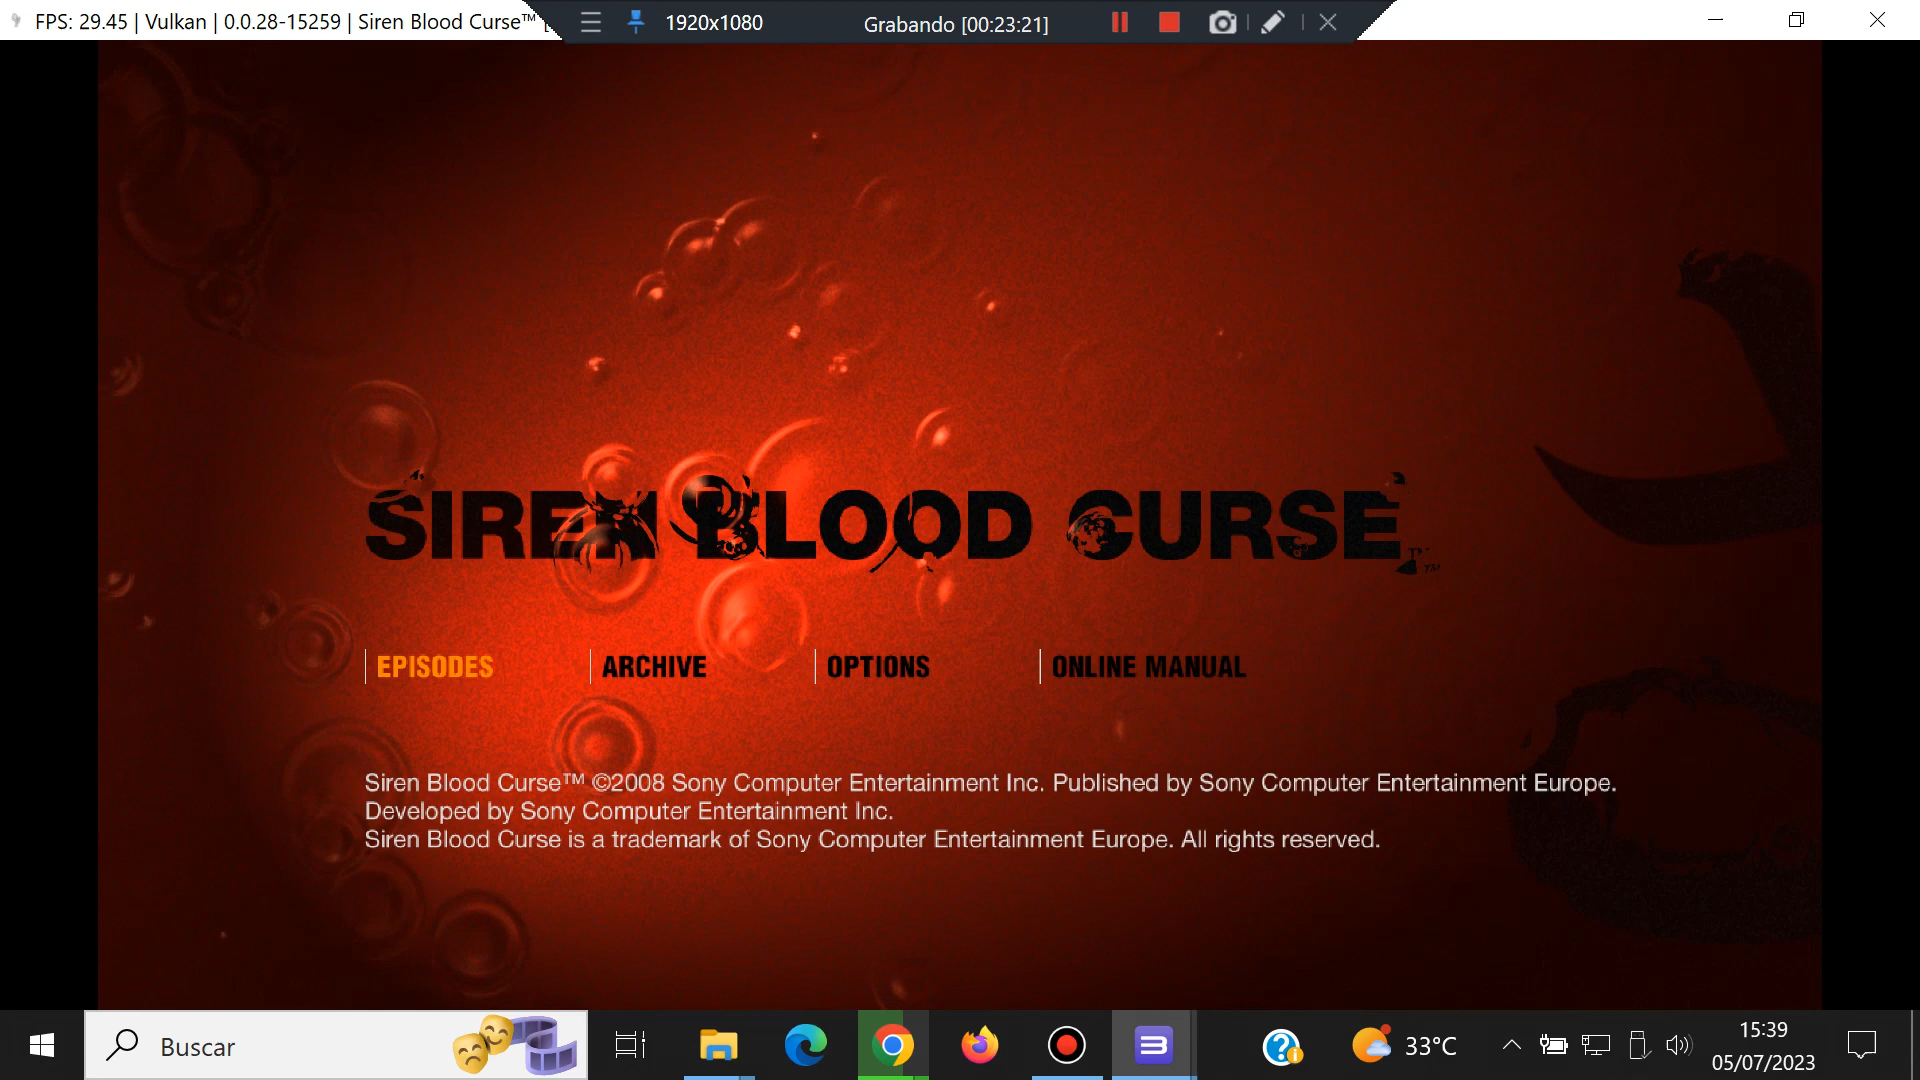 FPS: 29.45 | Vulkan | 0.0.28-15259 | Siren Blood Curse™ [
1920x1080
Grabando [00:23:21]
SIREN BLOOD CURSE™
EPISODES
ARCHIVE
OPTIONS
ONLINE MANUAL
Siren Blood Curse™ ©2008 Sony Computer Entertainment Inc. Published by Sony Computer Entertainment Europe.
Developed by Sony Computer Entertainment Inc.
Siren Blood Curse is a trademark of Sony Computer Entertainment Europe. All rights reserved.
Buscar
33°C
15:39
05/07/2023